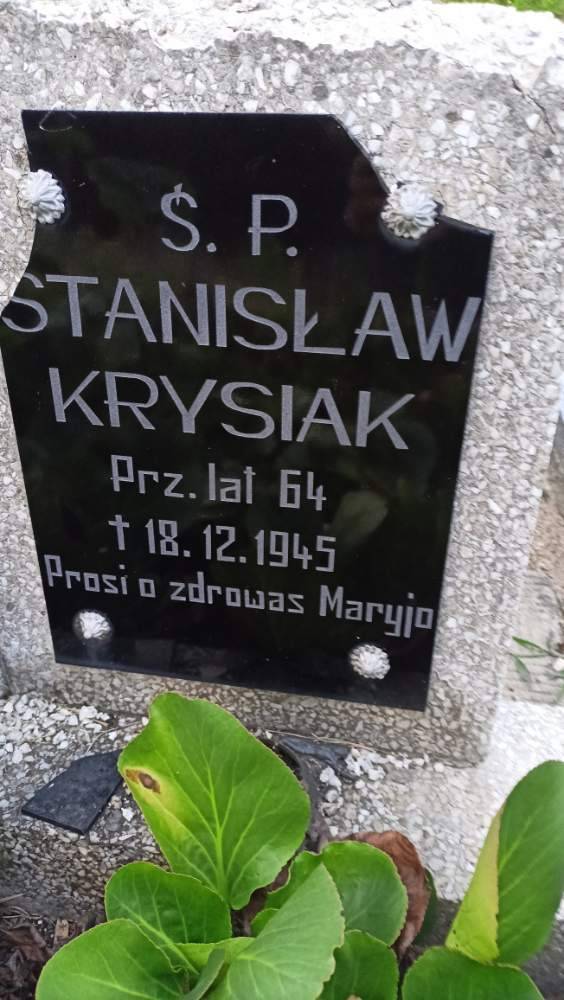 Ś. P.
STANISŁAW
KRYSIAK
Prz. lat 64
† 18.12.1945
Prosi o zdrowas Maryjo